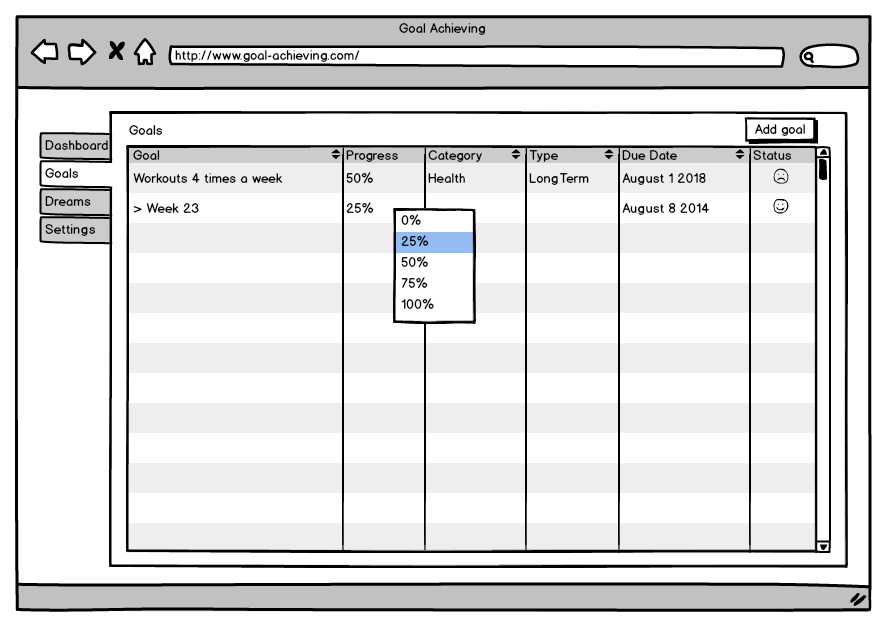 Goal Achieving
http://www.goal-achieving.com/
Goals
Add goal
Dashboard
Goals
Dreams
Settings
Goal Progress Category Type Due Date Status
Workouts 4 times a week 50% Health Long Term August 1 2018
> Week 23 25% August 8 2014
0%
25%
50%
75%
100%